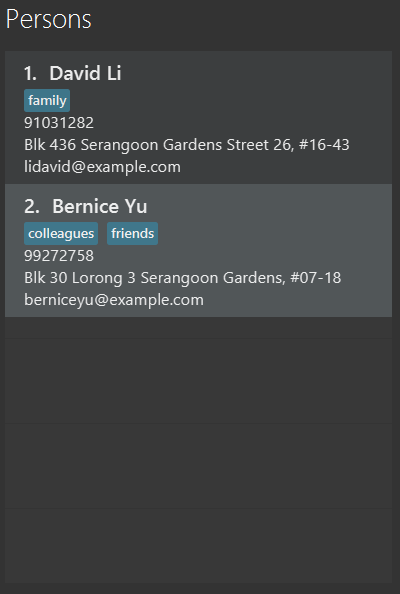 Persons
1. David Li
family
91031282
Blk 436 Serangoon Gardens Street 26, #16-43
lidavid@example.com
2. Bernice Yu
colleagues friends
99272758
Blk 30 Lorong 3 Serangoon Gardens, #07-18
berniceyu@example.com